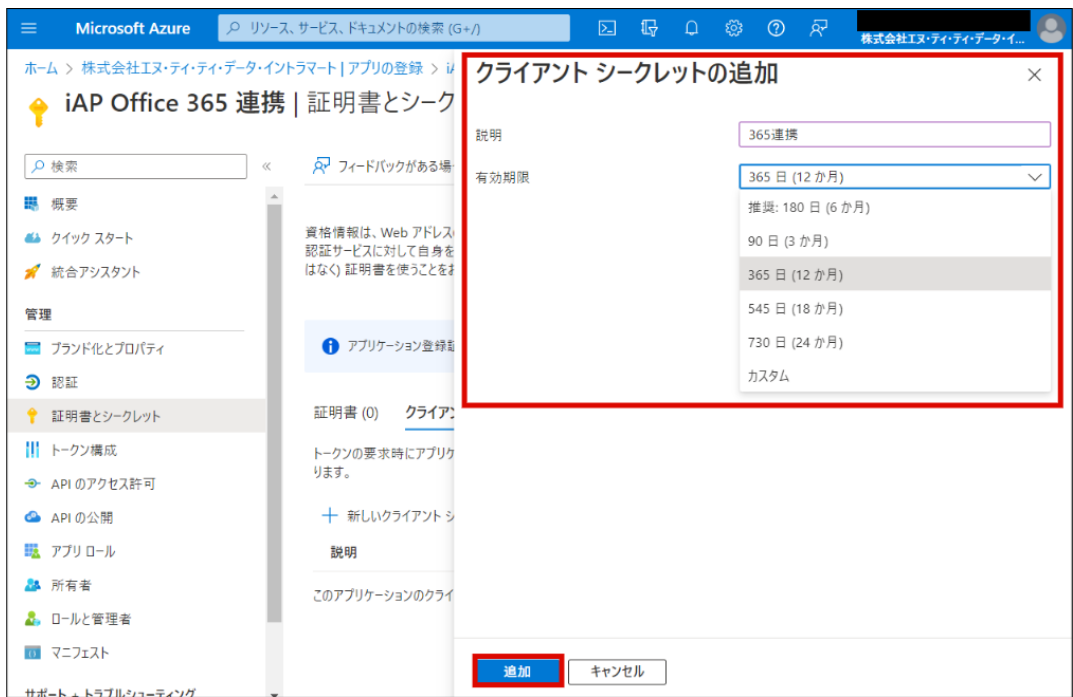 Microsoft Azure
リソース、サービス、ドキュメントの検索 (G+/)
株式会社エヌ・ティ・ティ・データ・イ...
ホーム > 株式会社エヌ・ティ・ティ・データ・イントラマート | アプリの登録 >
iAP Office 365 連携 | 証明書とシーク
検索
«
概要
クイック スタート
統合アシスタント
管理
ブランド化とプロパティ
認証
証明書とシークレット
トークン構成
API のアクセス許可
API の公開
アプリ ロール
所有者
ロールと管理者
マニフェスト
サポート + トラブルシューティング
フィードバックがある場
資格情報は、Web アドレス
認証サービスに対して自身を
はなく) 証明書を使うことをお
アプリケーション登録証
証明書 (0)
クライアン
トークンの要求時にアプリケ
ります。
新しいクライアント シ
説明
このアプリケーションのクライ
クライアント シークレットの追加
説明
365連携
有効期限
365 日 (12 か月)
推奨: 180 日 (6 か月)
90 日 (3 か月)
365 日 (12 か月)
545 日 (18 か月)
730 日 (24 か月)
カスタム
追加
キャンセル